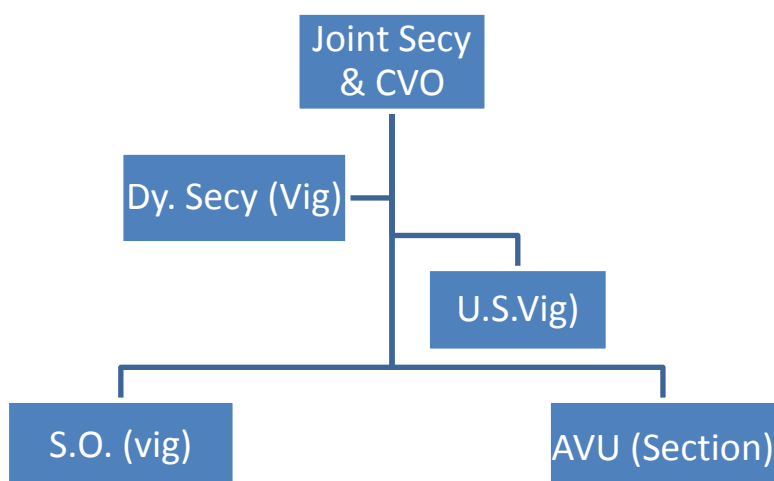 Joint Secy
& CVO
Dy. Secy (Vig)
U.S.Vig)
S.O. (vig)
AVU (Section)